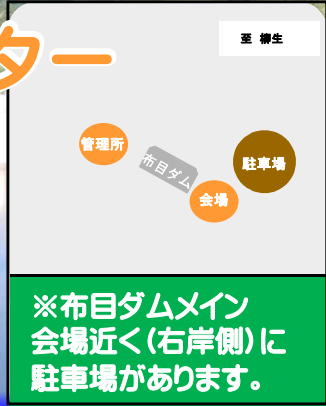 ター
至 柳生
管理所
布目ダム
駐車場
会場
※布目ダムメイン
会場近く（右岸側）に
駐車場があります。